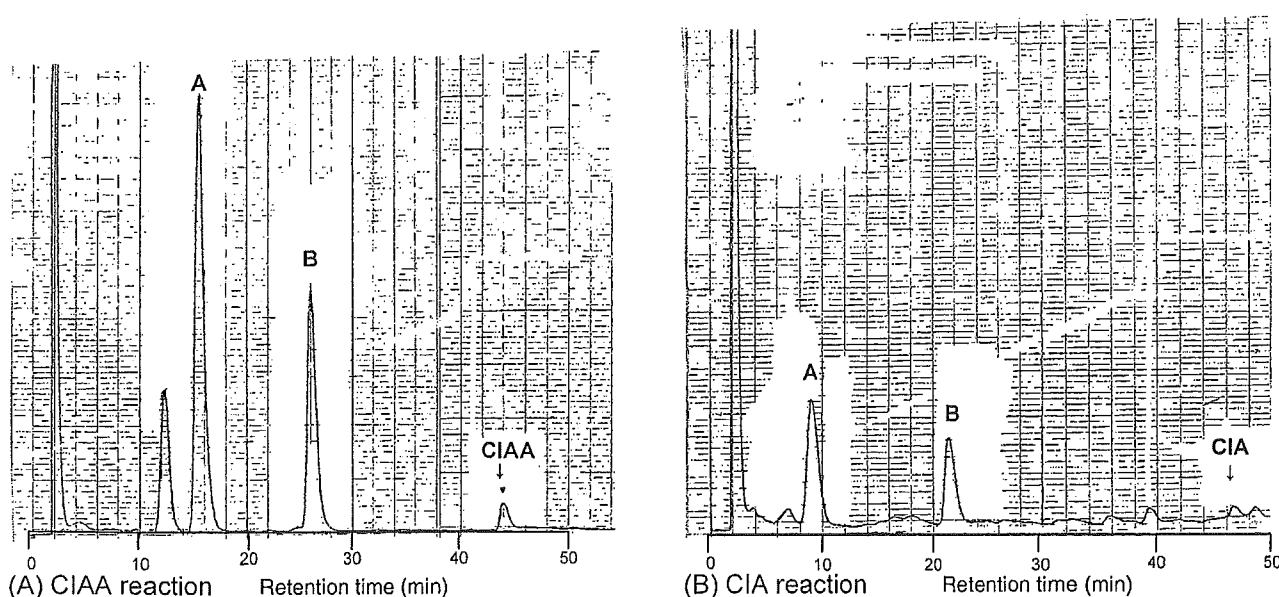 A
B
CIAA
↓
0 10 20 30 40 50
(A) CIAA reaction Retention time (min)
A
B
CIA
↓
0 10 20 30 40 50
(B) CIA reaction Retention time (min)